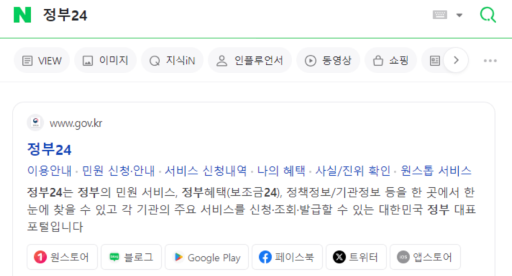 정부24
VIEW 이미지 지식iN 인플루언서 동영상 쇼핑
www.gov.kr
정부24
이용안내 · 민원 신청·안내 · 서비스 신청내역 · 나의 혜택 · 사실/진위 확인 · 원스톱 서비스
정부24는 정부의 민원 서비스, 정부혜택(보조금24), 정책정보/기관정보 등을 한 곳에서 한
눈에 찾을 수 있고 각 기관의 주요 서비스를 신청·조회·발급할 수 있는 대한민국 정부 대표
포털입니다
원스토어 블로그 Google Play 페이스북 트위터 앱스토어